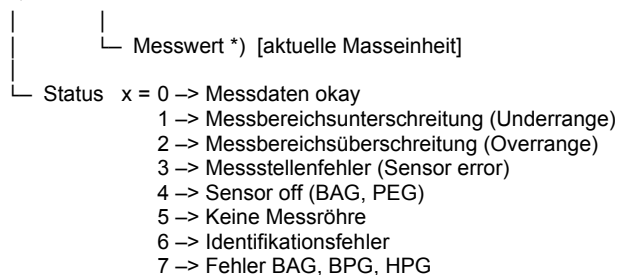 Messwert *) [aktuelle Masseinheit]
Status x = 0 –> Messdaten okay
1 –> Messbereichsunterschreitung (Underrange)
2 –> Messbereichsüberschreitung (Overrange)
3 –> Messstellenfehler (Sensor error)
4 –> Sensor off (BAG, PEG)
5 –> Keine Messröhre
6 –> Identifikationsfehler
7 –> Fehler BAG, BPG, HPG